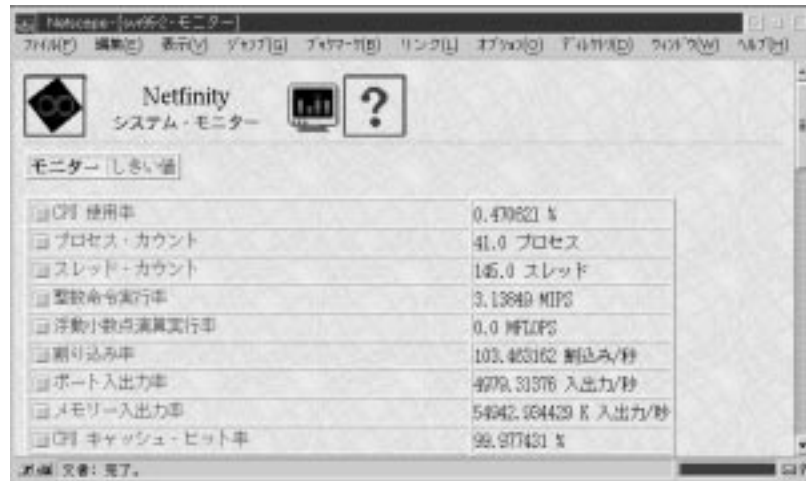 Netscape-[svr95-2-モニター]
ファイル(F) 編集(E) 表示(V) ジャンプ(G) ブックマーク(B) リンク(L) オプション(O) ディレクトリ(D) ウィンドウ(W) ヘルプ(H)
Netfinity
システム・モニター
モニター しきい値
CPU 使用率 0.470621 %
プロセス・カウント 41.0 プロセス
スレッド・カウント 145.0 スレッド
整数命令実行率 3.13849 MIPS
浮動小数点演算実行率 0.0 MFLOPS
割り込み率 103.463162 割込み/秒
ポート入出力率 4979.31376 入出力/秒
メモリー入出力率 54942.934429 K 入出力/秒
CPU キャッシュ・ヒット率 99.977431 %
文書: 完了。